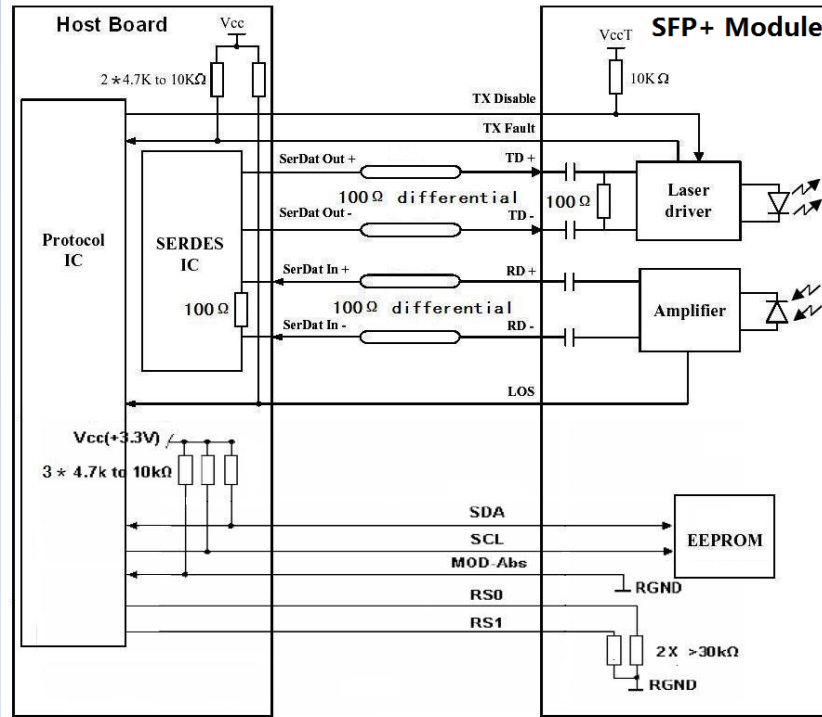 Host Board
SFP+ Module
Vcc
VccT
2*4.7K to 10KΩ
10KΩ
TX Disable
TX Fault
SerDat Out +
TD +
100Ω differential
100Ω
Laser
driver
SerDat Out -
TD -
Protocol
IC
SERDES
IC
SerDat In +
RD +
100Ω
100Ω differential
Amplifier
SerDat In -
RD -
LOS
Vcc(+3.3V)
3 * 4.7k to 10kΩ
SDA
SCL
EEPROM
MOD-Abs
RGND
RS0
RS1
2X >30kΩ
RGND